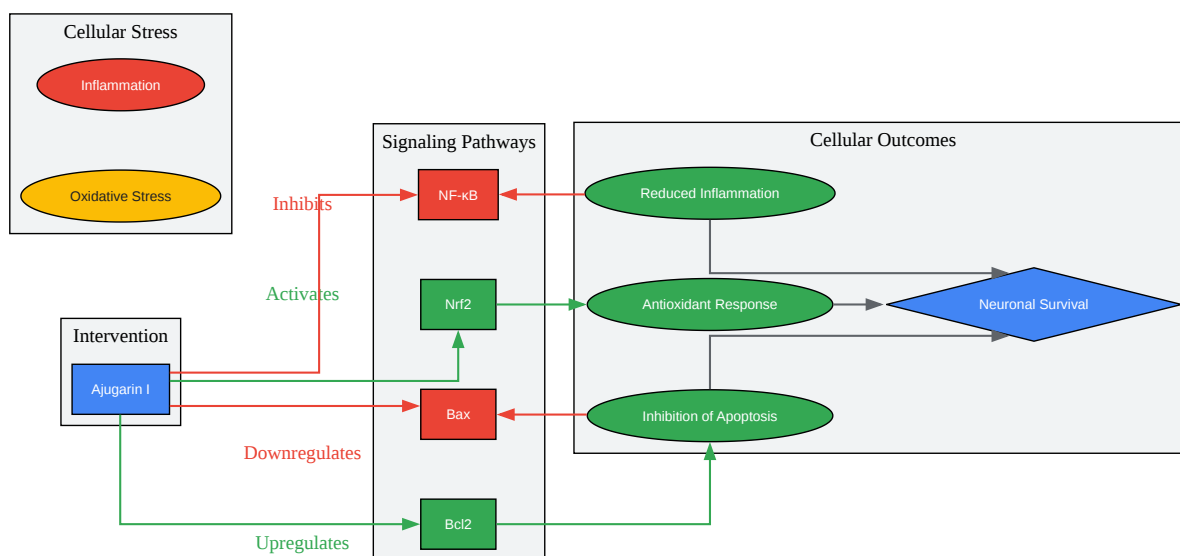 Cellular Stress
Inflammation
Oxidative Stress
Intervention
Ajugarin I
Inhibits
Activates
Downregulates
Upregulates
Signaling Pathways
NF-κB
Nrf2
Bax
Bcl2
Cellular Outcomes
Reduced Inflammation
Antioxidant Response
Inhibition of Apoptosis
Neuronal Survival